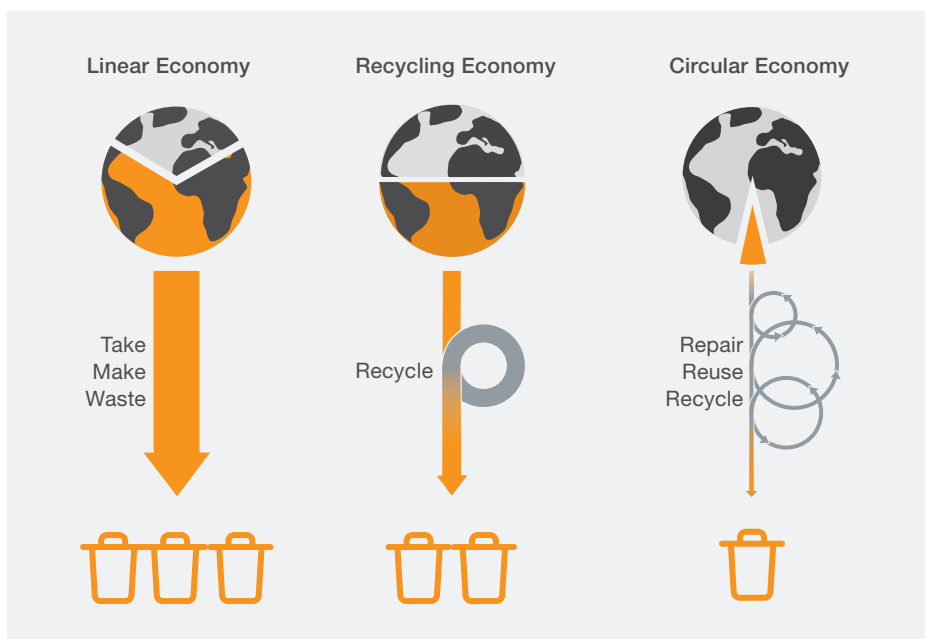 Linear Economy
Recycling Economy
Circular Economy
Take
Make
Waste
Recycle
Repair
Reuse
Recycle